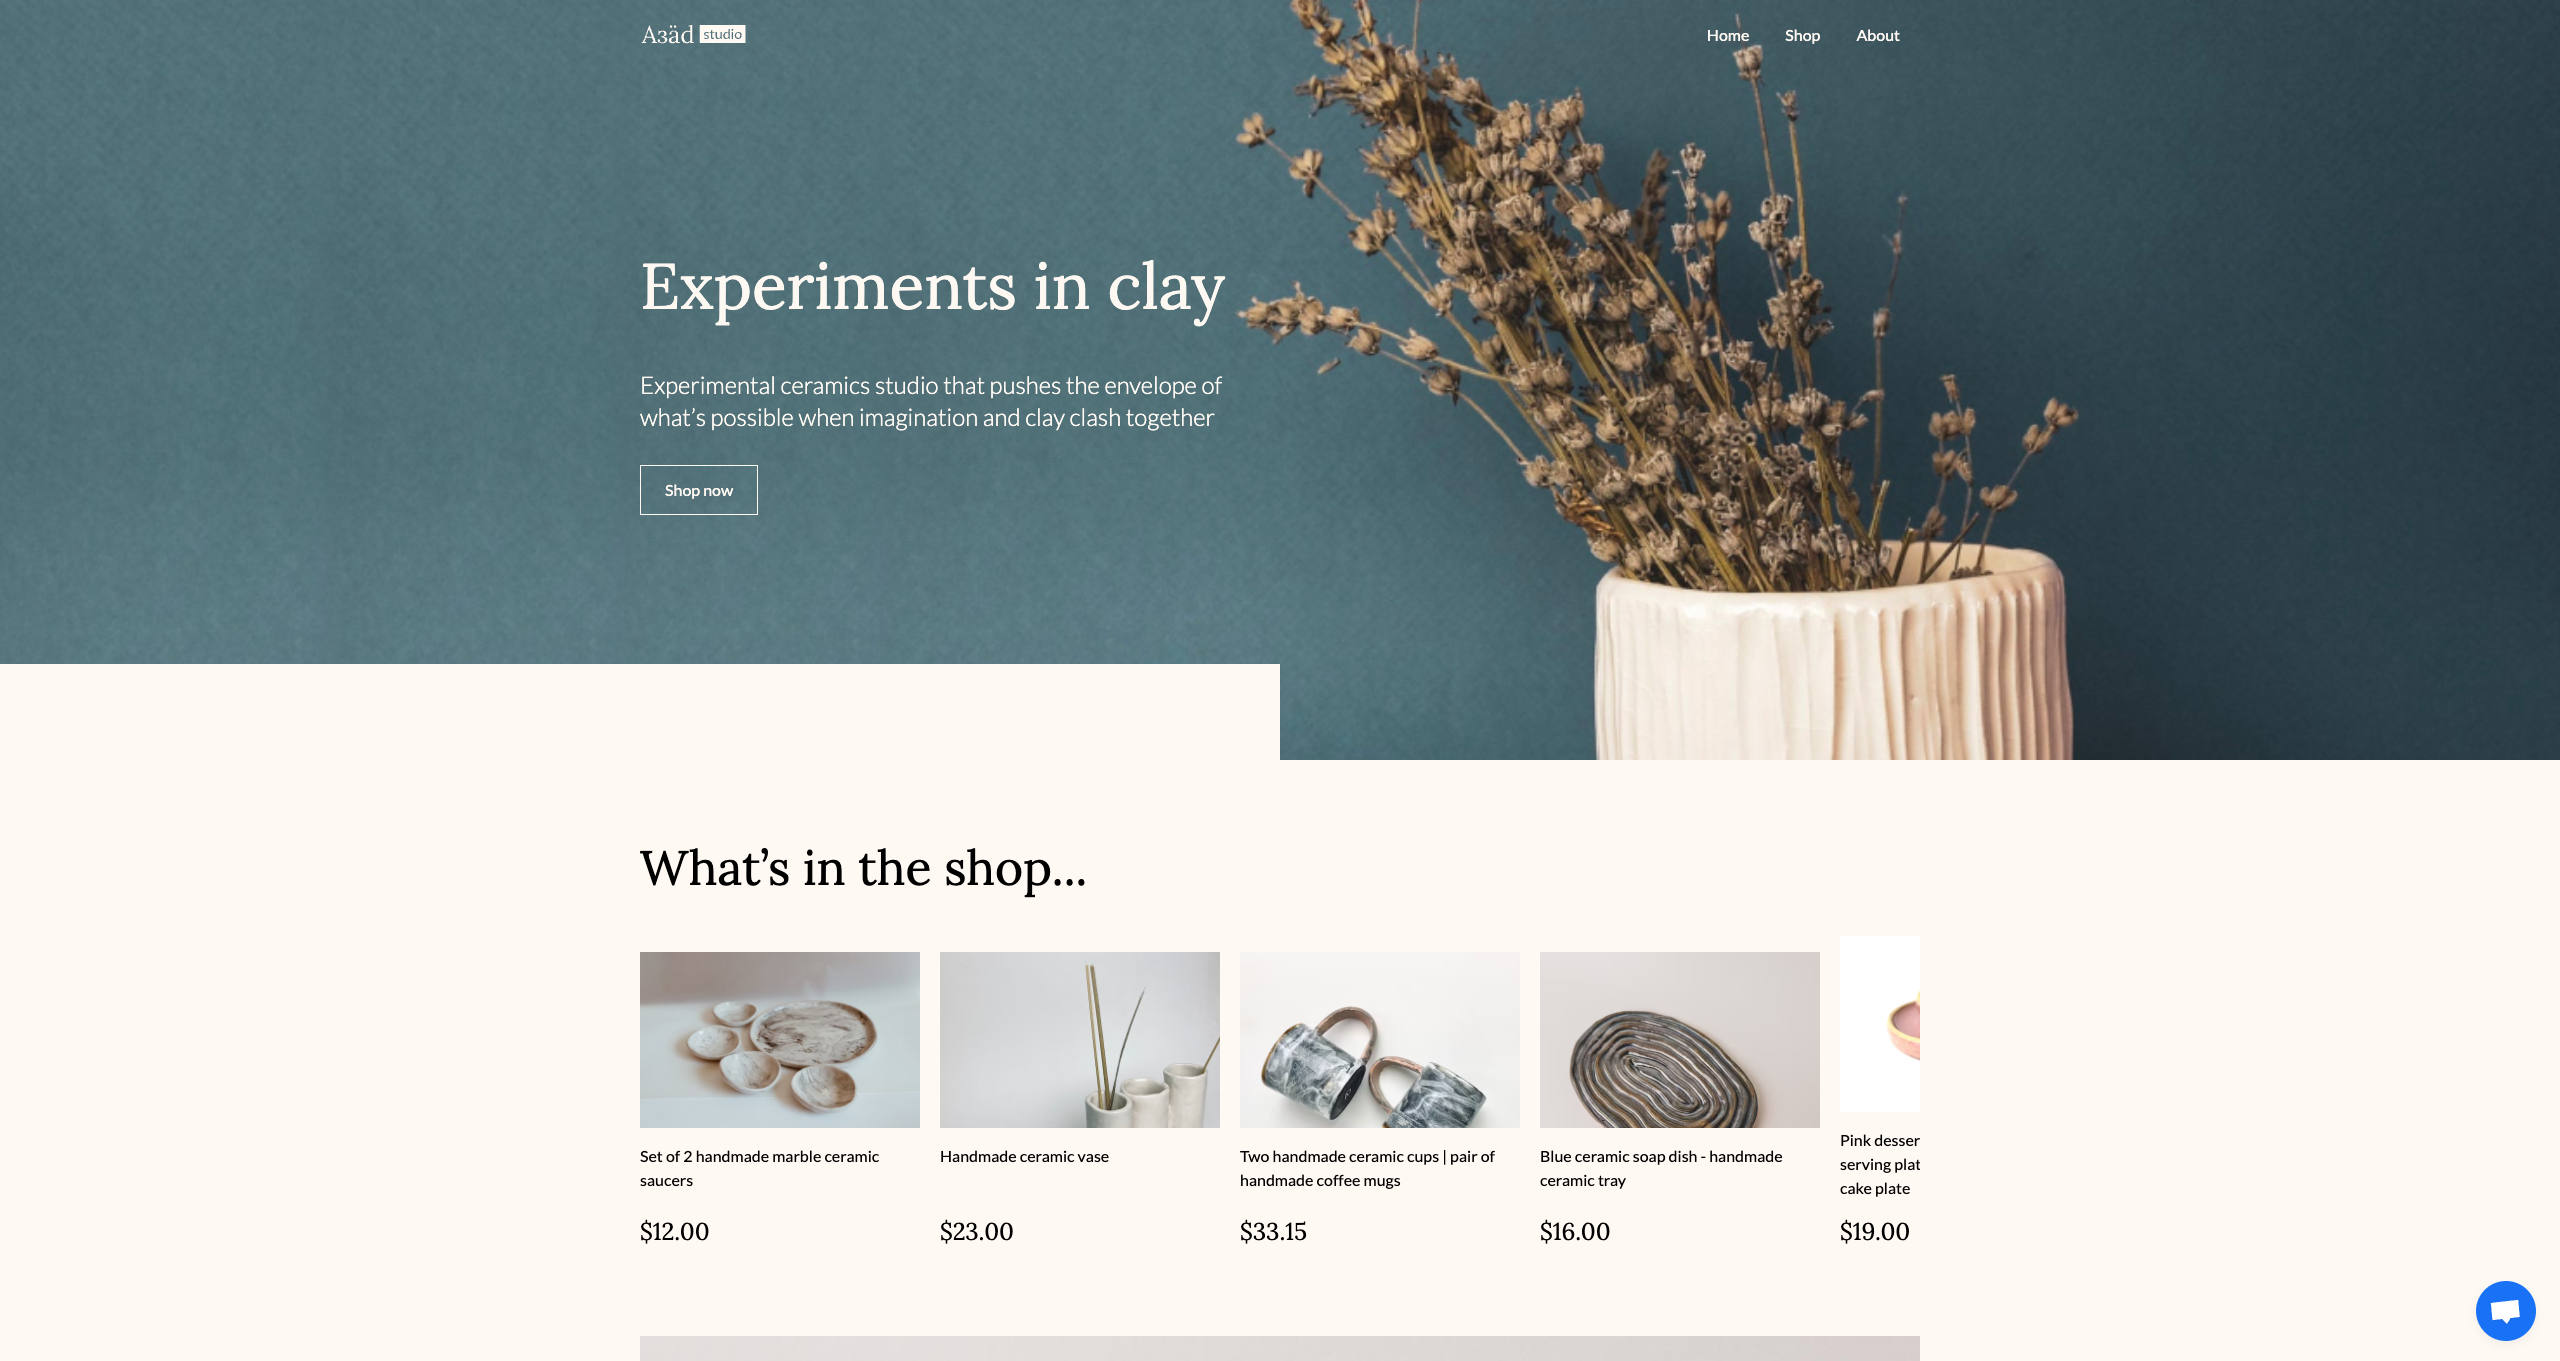 Азäd studio
Home
Shop
About
Experiments in clay
Experimental ceramics studio that pushes the envelope of
what’s possible when imagination and clay clash together
Shop now
What’s in the shop...
Set of 2 handmade marble ceramic
saucers
$12.00
Handmade ceramic vase
$23.00
Two handmade ceramic cups | pair of
handmade coffee mugs
$33.15
Blue ceramic soap dish - handmade
ceramic tray
$16.00
Pink
serving
cake plate
$19.00